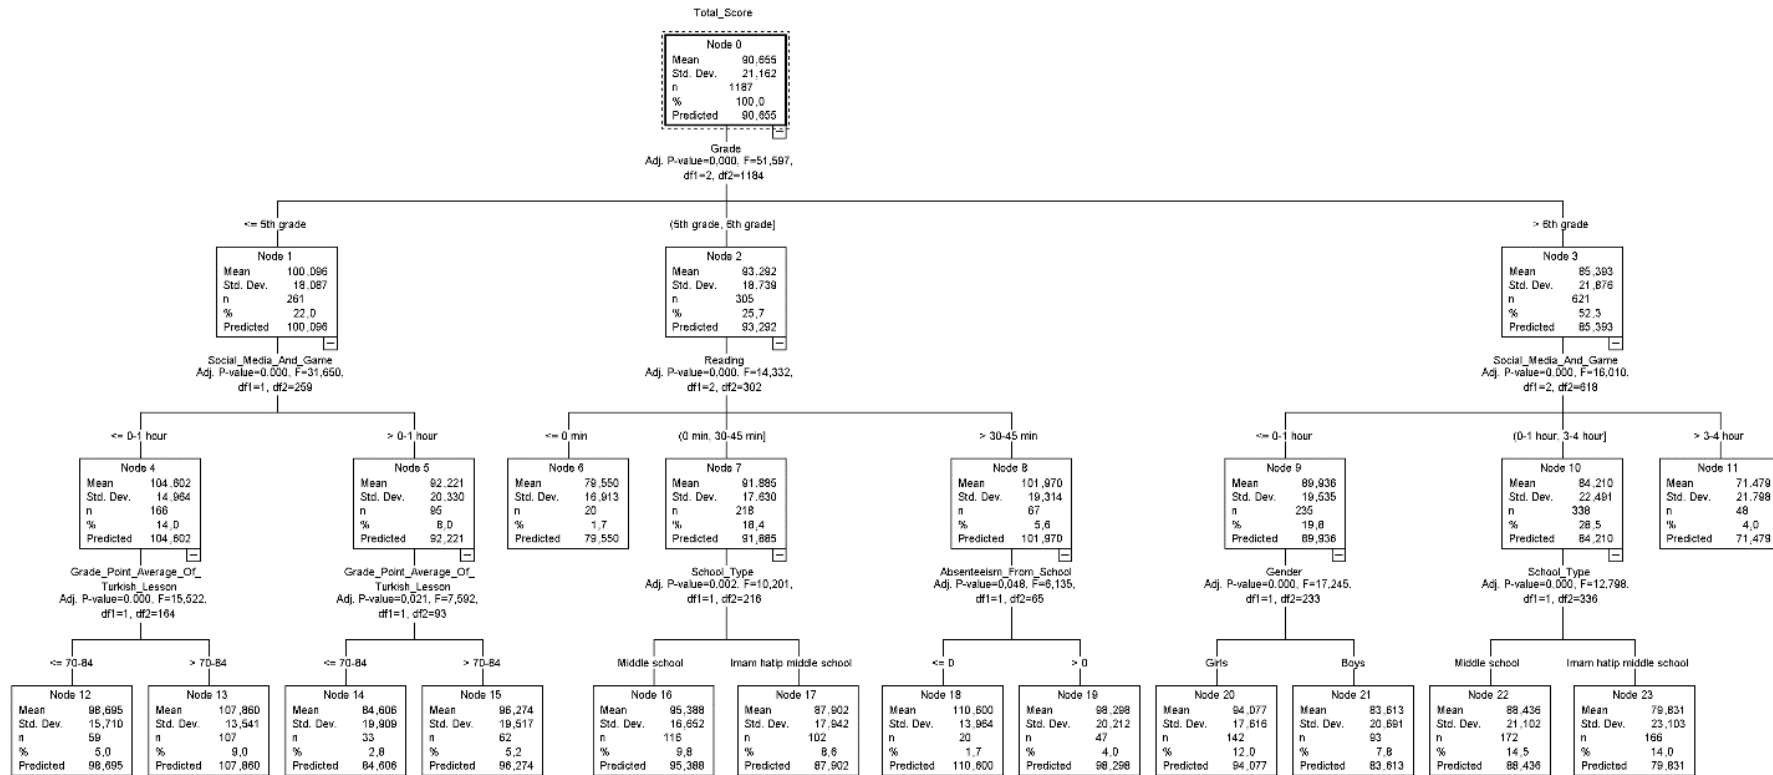 Total_Score
Node 0
Mean 90,655
Std. Dev. 21,162
n 1187
% 100,0
Predicted 90,655
Grade
Adj. P-value=0,000, F=51,597,
df1=2, df2=1184
<= 5th grade
(5th grade, 6th grade]
> 6th grade
Node 1
Mean 100,096
Std. Dev. 18,087
n 261
% 22,0
Predicted 100,096
Social_Media_And_Game
Adj. P-value=0,000, F=31,650,
df1=1, df2=259
Node 2
Mean 93,292
Std. Dev. 18,739
n 305
% 25,7
Predicted 93,292
Reading
Adj. P-value=0,000, F=14,332,
df1=2, df2=302
Node 3
Mean 85,393
Std. Dev. 21,876
n 621
% 52,3
Predicted 85,393
Social_Media_And_Game
Adj. P-value=0,000, F=16,010,
df1=2, df2=618
<= 0-1 hour
> 0-1 hour
<= 0 min
(0 min, 30-45 min]
> 30-45 min
<= 0-1 hour
(0-1 hour, 3-4 hour]
> 3-4 hour
Node 4
Mean 104,602
Std. Dev. 14,964
n 166
% 14,0
Predicted 104,602
Grade_Point_Average_Of_
Turkish_Lesson
Adj. P-value=0,000, F=15,522,
df1=1, df2=164
Node 5
Mean 92,221
Std. Dev. 20,330
n 95
% 8,0
Predicted 92,221
Grade_Point_Average_Of_
Turkish_Lesson
Adj. P-value=0,021, F=7,592,
df1=1, df2=93
Node 6
Mean 79,550
Std. Dev. 16,913
n 20
% 1,7
Predicted 79,550
Node 7
Mean 91,885
Std. Dev. 17,630
n 218
% 18,4
Predicted 91,885
School_Type
Adj. P-value=0,002, F=10,201,
df1=1, df2=216
Node 8
Mean 101,970
Std. Dev. 19,314
n 67
% 5,6
Predicted 101,970
Absenteeism_From_School
Adj. P-value=0,048, F=6,135,
df1=1, df2=65
Node 9
Mean 89,936
Std. Dev. 19,535
n 235
% 19,8
Predicted 89,936
Gender
Adj. P-value=0,000, F=17,245,
df1=1, df2=233
Node 10
Mean 84,210
Std. Dev. 22,491
n 338
% 28,5
Predicted 84,210
School_Type
Adj. P-value=0,000, F=12,798,
df1=1, df2=336
Node 11
Mean 71,479
Std. Dev. 21,798
n 48
% 4,0
Predicted 71,479
<= 70-84
> 70-84
<= 70-84
> 70-84
Middle school
Imam hatip middle school
<= 0
> 0
Girls
Boys
Middle school
Imam hatip middle school
Node 12
Mean 98,695
Std. Dev. 15,710
n 59
% 5,0
Predicted 98,695
Node 13
Mean 107,860
Std. Dev. 13,541
n 107
% 9,0
Predicted 107,860
Node 14
Mean 84,606
Std. Dev. 19,909
n 33
% 2,8
Predicted 84,606
Node 15
Mean 96,274
Std. Dev. 19,517
n 62
% 5,2
Predicted 96,274
Node 16
Mean 95,388
Std. Dev. 16,652
n 116
% 9,8
Predicted 95,388
Node 17
Mean 87,902
Std. Dev. 17,942
n 102
% 8,6
Predicted 87,902
Node 18
Mean 110,600
Std. Dev. 13,964
n 20
% 1,7
Predicted 110,600
Node 19
Mean 98,298
Std. Dev. 20,212
n 47
% 4,0
Predicted 98,298
Node 20
Mean 94,077
Std. Dev. 17,616
n 142
% 12,0
Predicted 94,077
Node 21
Mean 83,613
Std. Dev. 20,691
n 93
% 7,8
Predicted 83,613
Node 22
Mean 88,436
Std. Dev. 21,102
n 172
% 14,5
Predicted 88,436
Node 23
Mean 79,831
Std. Dev. 23,103
n 166
% 14,0
Predicted 79,831